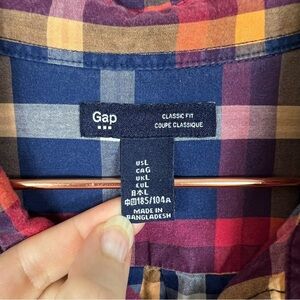 Gap
CLASSIC FIT
COUPE CLASSIQUE
USL
CAG
UKL
EUL
日本L
中国185/104A
MADE IN
BANGLADESH